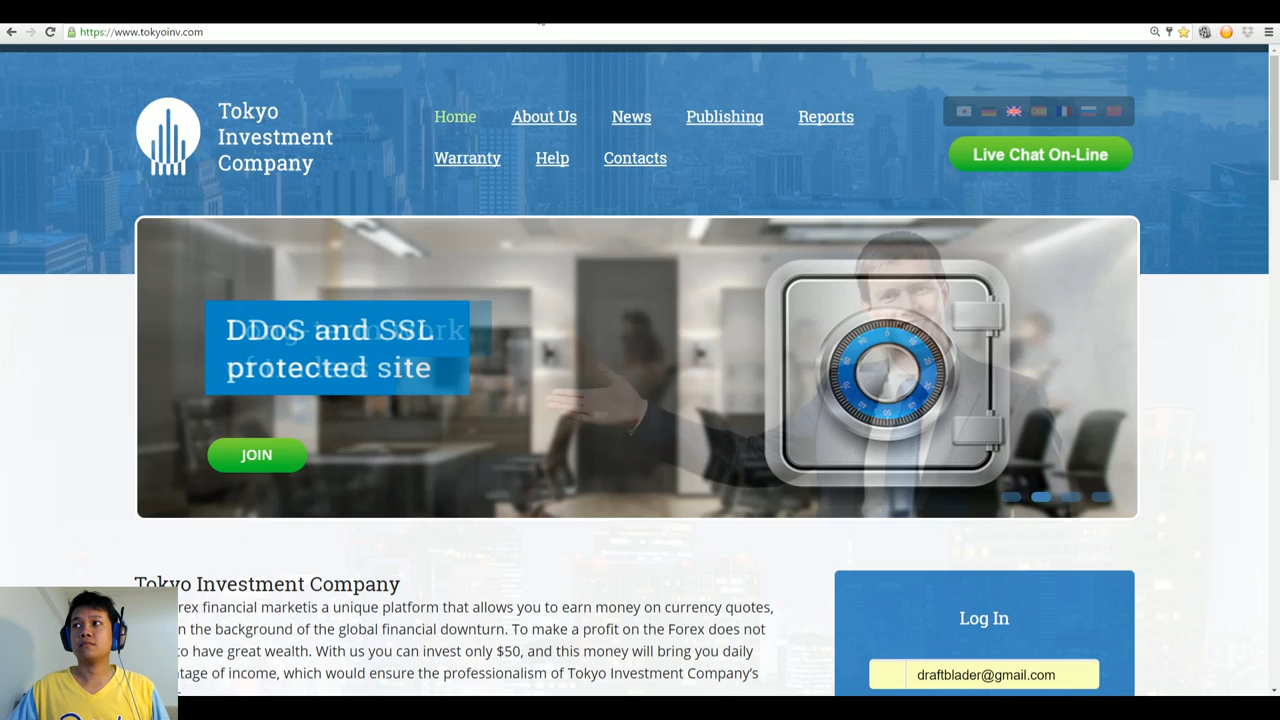 https://www.tokyoinv.com
Tokyo
Investment
Company
Home About Us News Publishing Reports
Warranty Help Contacts
Live Chat On-Line
DDoS and SSL
protected site
JOIN
Tokyo Investment Company
financial marketis a unique platform that allows you to earn money on currency quotes,
the background of the global financial downturn. To make a profit on the Forex does not
to have great wealth. With us you can invest only $50, and this money will bring you daily
of income, which would ensure the professionalism of Tokyo Investment Company's
Log In
draftblader@gmail.com